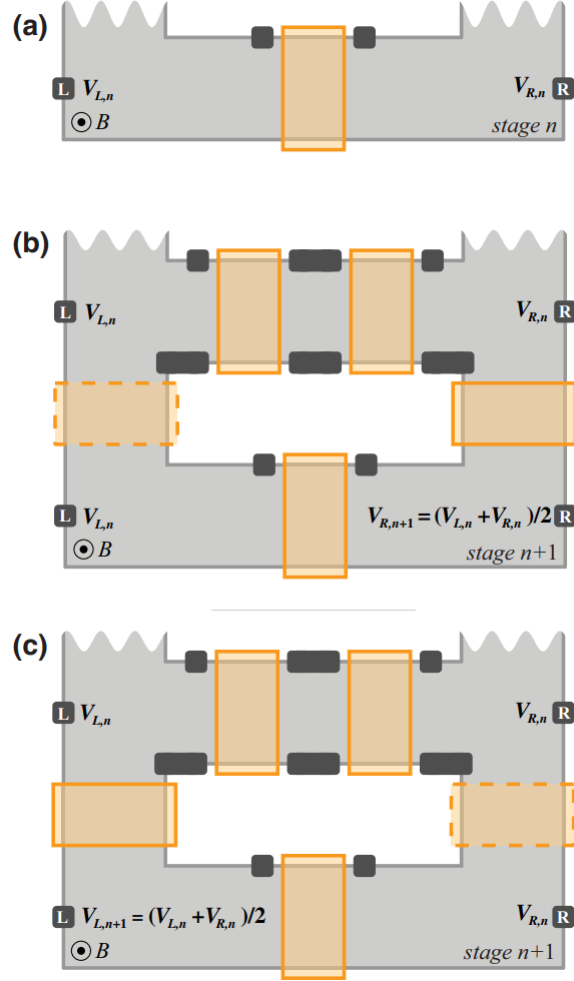 (a)
L V_{L,n} V_{R,n} R
⊙ B stage n
(b)
L V_{L,n} V_{R,n} R
L V_{L,n} V_{R,n+1} = (V_{L,n} + V_{R,n})/2 R
⊙ B stage n+1
(c)
L V_{L,n} V_{R,n} R
L V_{L,n+1} = (V_{L,n} + V_{R,n})/2 V_{R,n} R
⊙ B stage n+1